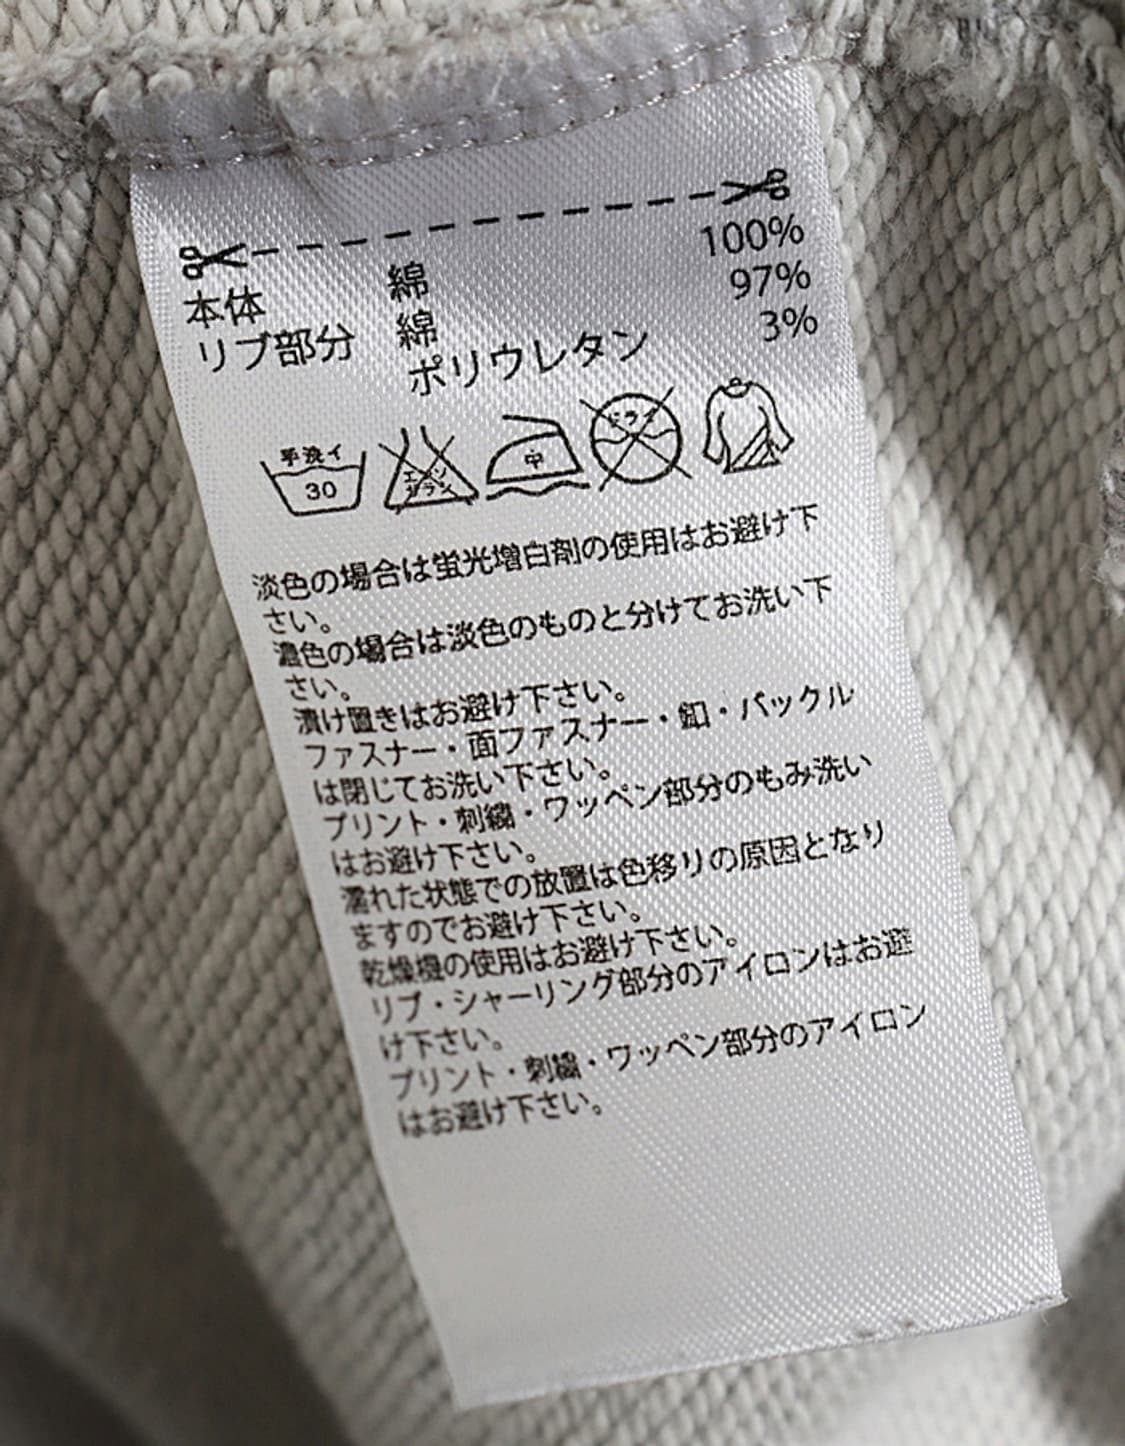 本体 綿 100%
リブ部分 綿 97%
ポリウレタン 3%
手洗イ 30
エンソサラシ
中
ドライ
淡色の場合は蛍光増白剤の使用はお避け下
さい。
濃色の場合は淡色のものと分けてお洗い下
さい。
漬け置きはお避け下さい。
ファスナー・面ファスナー・釦・バックル
は閉じてお洗い下さい。
プリント・刺繍・ワッペン部分のもみ洗い
はお避け下さい。
濡れた状態での放置は色移りの原因となり
ますのでお避け下さい。
乾燥機の使用はお避け下さい。
リブ・シャーリング部分のアイロンはお避
け下さい。
プリント・刺繍・ワッペン部分のアイロン
はお避け下さい。